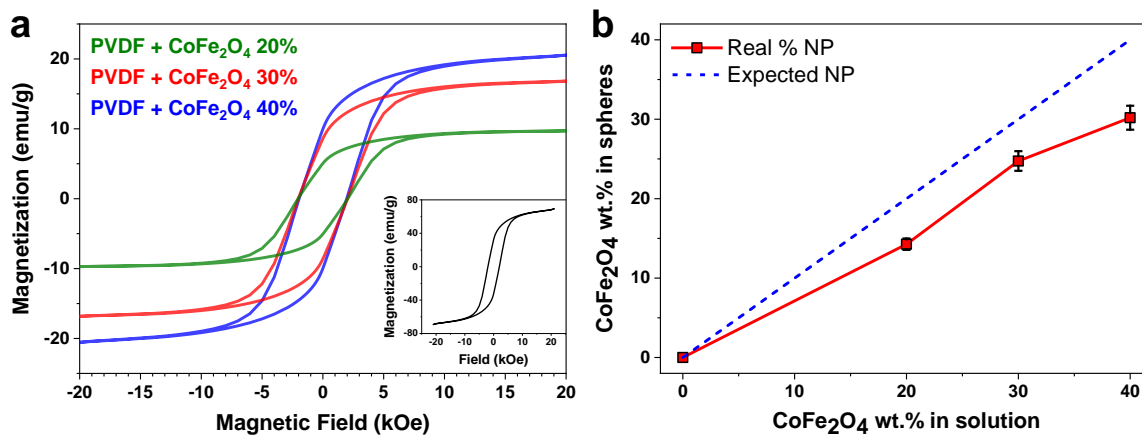 a
PVDF + CoFe₂O₄ 20%
PVDF + CoFe₂O₄ 30%
PVDF + CoFe₂O₄ 40%
Magnetization (emu/g)
20
10
0
-10
-20
-20 -15 -10 -5 0 5 10 15 20
Magnetic Field (kOe)
Magnetization (emu/g)
80
40
0
-40
-80
-20 -10 0 10 20
Field (kOe)
b
Real % NP
Expected NP
CoFe₂O₄ wt.% in spheres
40
30
20
10
0
0 10 20 30 40
CoFe₂O₄ wt.% in solution